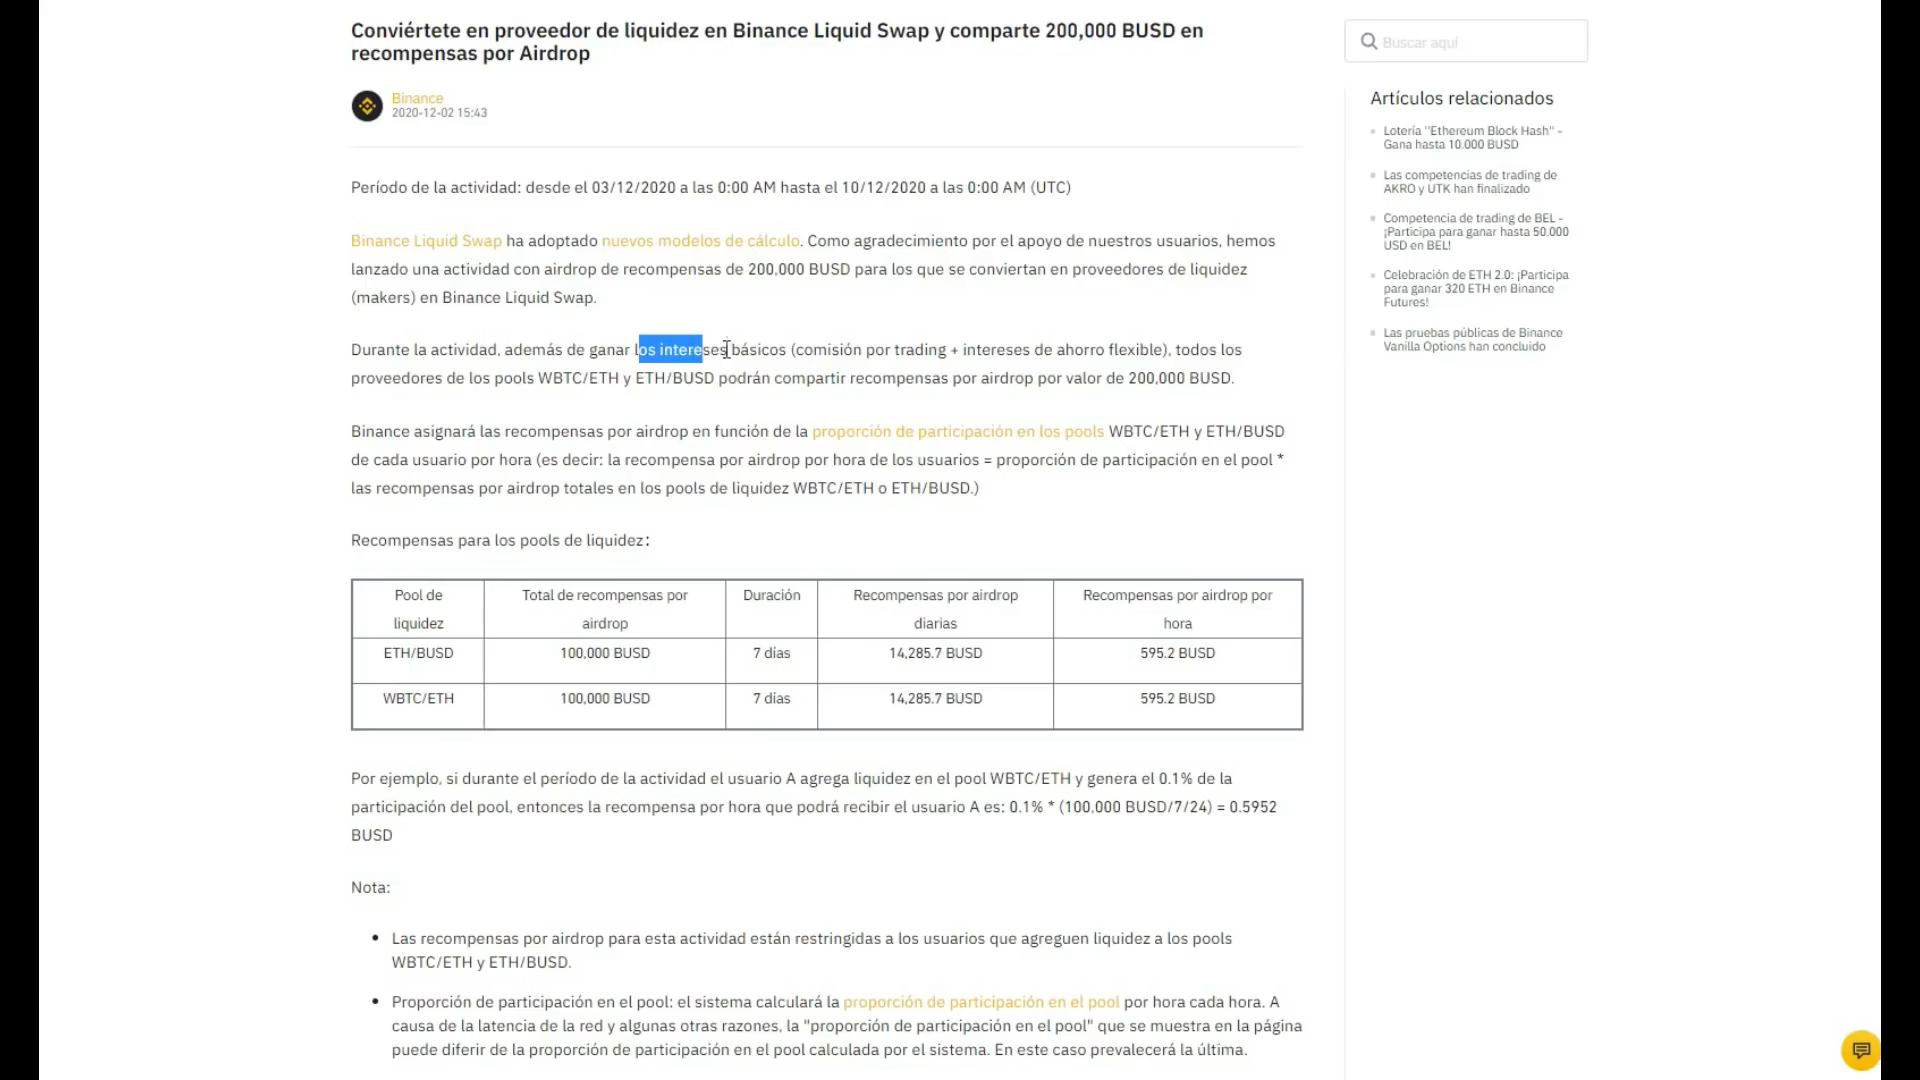 Conviértete en proveedor de liquidez en Binance Liquid Swap y comparte 200,000 BUSD en
recompensas por Airdrop
Binance
2020-12-02 15:43
Período de la actividad: desde el 03/12/2020 a las 0:00 AM hasta el 10/12/2020 a las 0:00 AM (UTC)
Binance Liquid Swap ha adoptado nuevos modelos de cálculo. Como agradecimiento por el apoyo de nuestros usuarios, hemos
lanzado una actividad con airdrop de recompensas de 200,000 BUSD para los que se conviertan en proveedores de liquidez
(makers) en Binance Liquid Swap.
Durante la actividad, además de ganar los intereses básicos (comisión por trading + intereses de ahorro flexible), todos los
proveedores de los pools WBTC/ETH y ETH/BUSD podrán compartir recompensas por airdrop por valor de 200,000 BUSD.
Binance asignará las recompensas por airdrop en función de la proporción de participación en los pools WBTC/ETH y ETH/BUSD
de cada usuario por hora (es decir: la recompensa por airdrop por hora de los usuarios = proporción de participación en el pool *
las recompensas por airdrop totales en los pools de liquidez WBTC/ETH o ETH/BUSD.)
Recompensas para los pools de liquidez:
Pool de
liquidez
Total de recompensas por
airdrop
Duración
Recompensas por airdrop
diarias
Recompensas por airdrop por
hora
ETH/BUSD 100,000 BUSD 7 días 14,285.7 BUSD 595.2 BUSD
WBTC/ETH 100,000 BUSD 7 días 14,285.7 BUSD 595.2 BUSD
Por ejemplo, si durante el período de la actividad el usuario A agrega liquidez en el pool WBTC/ETH y genera el 0.1% de la
participación del pool, entonces la recompensa por hora que podrá recibir el usuario A es: 0.1% * (100,000 BUSD/7/24) = 0.5952
BUSD
Nota:
• Las recompensas por airdrop para esta actividad están restringidas a los usuarios que agreguen liquidez a los pools
WBTC/ETH y ETH/BUSD.
• Proporción de participación en el pool: el sistema calculará la proporción de participación en el pool por hora cada hora. A
causa de la latencia de la red y algunas otras razones, la "proporción de participación en el pool" que se muestra en la página
puede diferir de la proporción de participación en el pool calculada por el sistema. En este caso prevalecerá la última.
Buscar aquí
Artículos relacionados
Lotería "Ethereum Block Hash" -
Gana hasta 10.000 BUSD
Las competencias de trading de
AKRO y UTK han finalizado
Competencia de trading de BEL -
¡Participa para ganar hasta 50,000
USD en BEL!
Celebración de ETH 2.0: ¡Participa
para ganar 320 ETH en Binance
Futures!
Las pruebas públicas de Binance
Vanilla Options han concluido